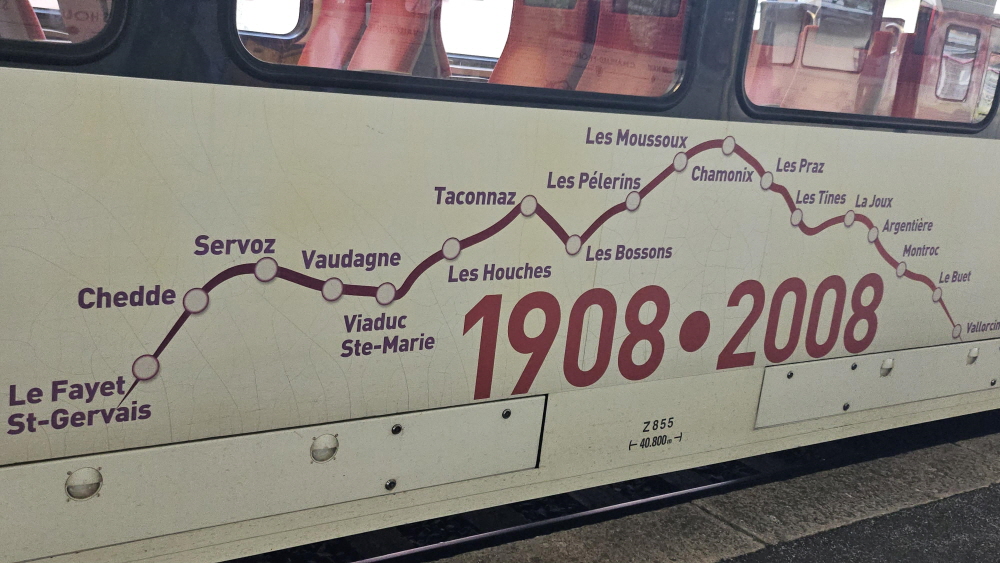 Le Fayet
St-Gervais
Chedde
Servoz
Vaudagne
Viaduc
Ste-Marie
Les Houches
Taconnaz
Les Bossons
Les Pélerins
Les Moussoux
Chamonix
Les Praz
Les Tines
La Joux
Argentière
Montroc
Le Buet
Vallorcin
1908•2008
Z 855
40.800m